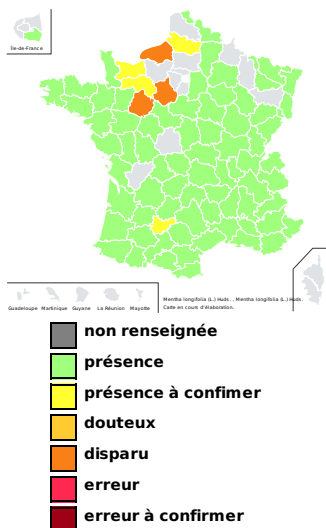 Île-de-France
Guadeloupe Martinique Guyane La Réunion Mayotte
Mentha longifolia (L.) Huds. , Mentha longifolia (L.) Huds.
Carte en cours d'élaboration.
non renseignée
présence
présence à confimer
douteux
disparu
erreur
erreur à confirmer